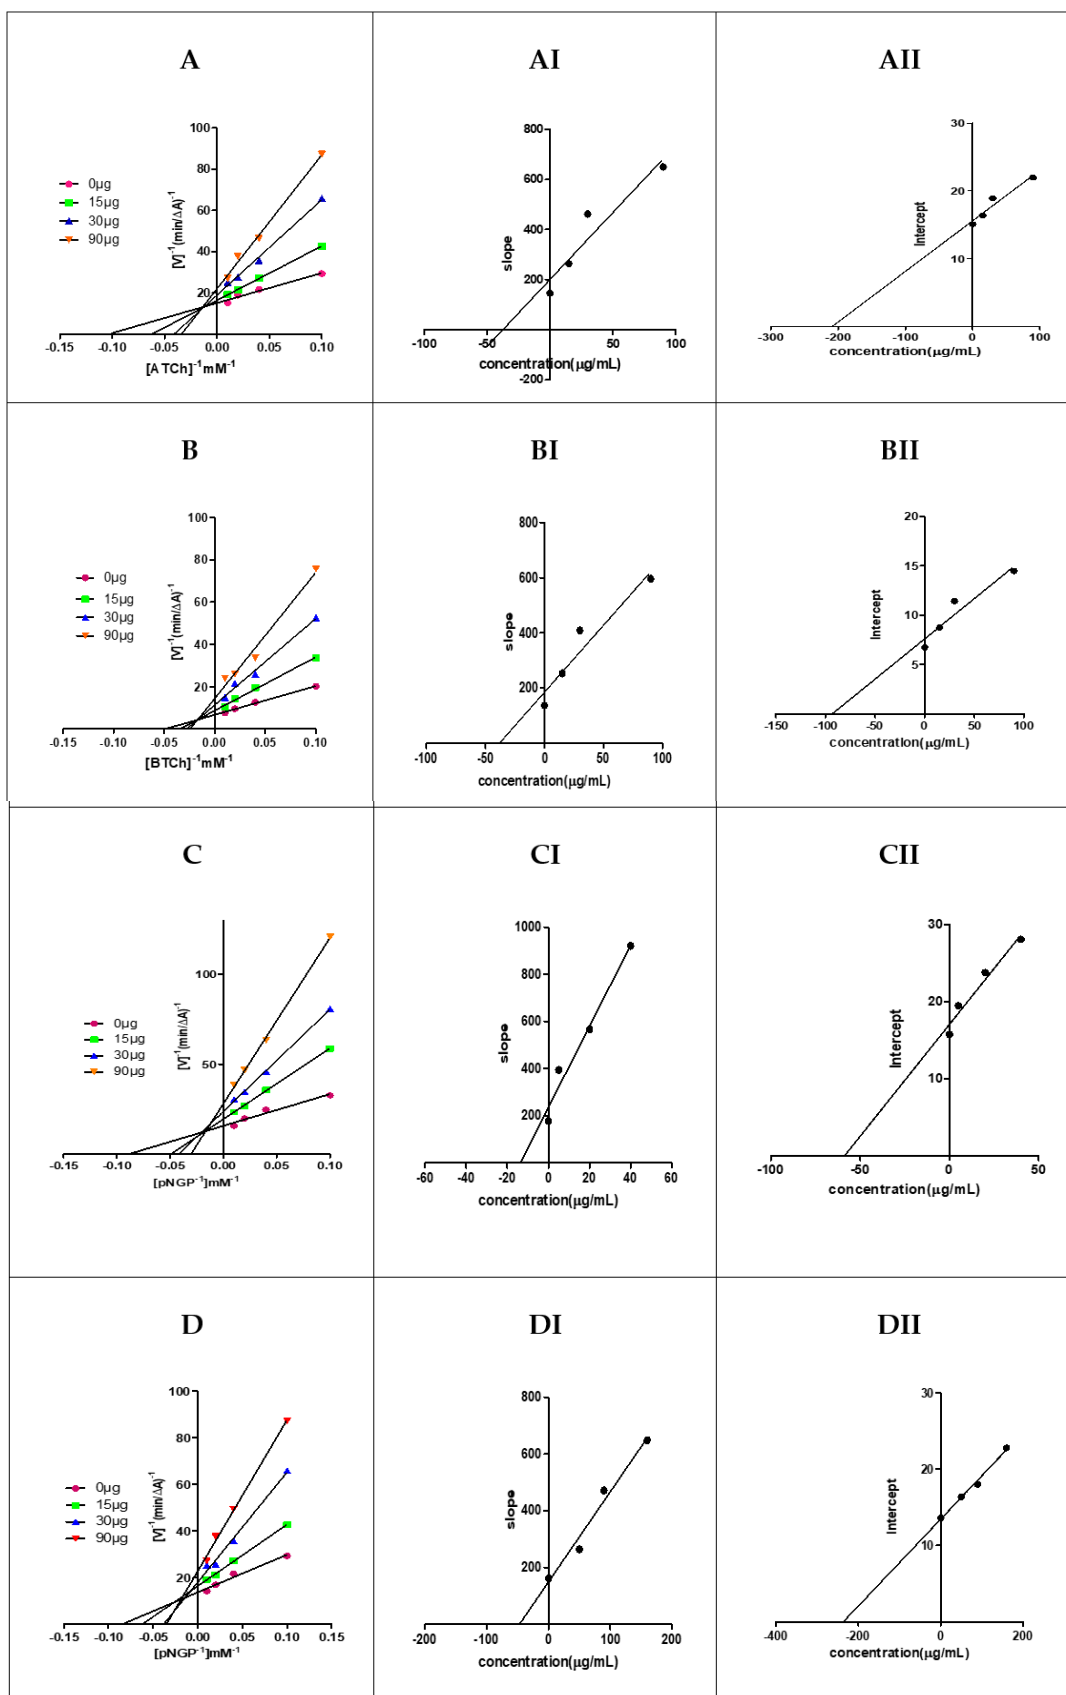 A
[V]⁻¹(min/ΔA)⁻¹
100
80
60
40
20
0µg
15µg
30µg
90µg
-0.15 -0.10 -0.05 0.00 0.05 0.10
[ATCh]⁻¹mM⁻¹
AI
slope
800
600
400
200
-200
-100 -50 0 50 100
concentration(µg/mL)
AII
Intercept
30
20
10
-300 -200 -100 0 100
concentration(µg/mL)
B
[V]⁻¹(min/ΔA)⁻¹
100
80
60
40
20
0µg
15µg
30µg
90µg
-0.15 -0.10 -0.05 0.00 0.05 0.10
[BTCh]⁻¹mM⁻¹
BI
slope
800
600
400
200
-100 -50 0 50 100
concentration(µg/mL)
BII
Intercept
20
15
10
5
-150 -100 -50 0 50 100
concentration(µg/mL)
C
[V]⁻¹(min/ΔA)⁻¹
100
50
0µg
15µg
30µg
90µg
-0.15 -0.10 -0.05 0.00 0.05 0.10
[pNGP⁻¹]mM⁻¹
CI
slope
1000
800
600
400
200
-60 -40 -20 0 20 40 60
concentration(µg/mL)
CII
Intercept
30
20
10
-100 -50 0 50
concentration(µg/mL)
D
[V]⁻¹(min/ΔA)⁻¹
100
80
60
40
20
0µg
15µg
30µg
90µg
-0.15 -0.10 -0.05 0.00 0.05 0.10
[pNGP⁻¹]mM⁻¹
DI
slope
800
600
400
200
-200 -100 0 100 200
concentration(µg/mL)
DII
Intercept
30
20
10
-400 -200 0 200
concentration(µg/mL)